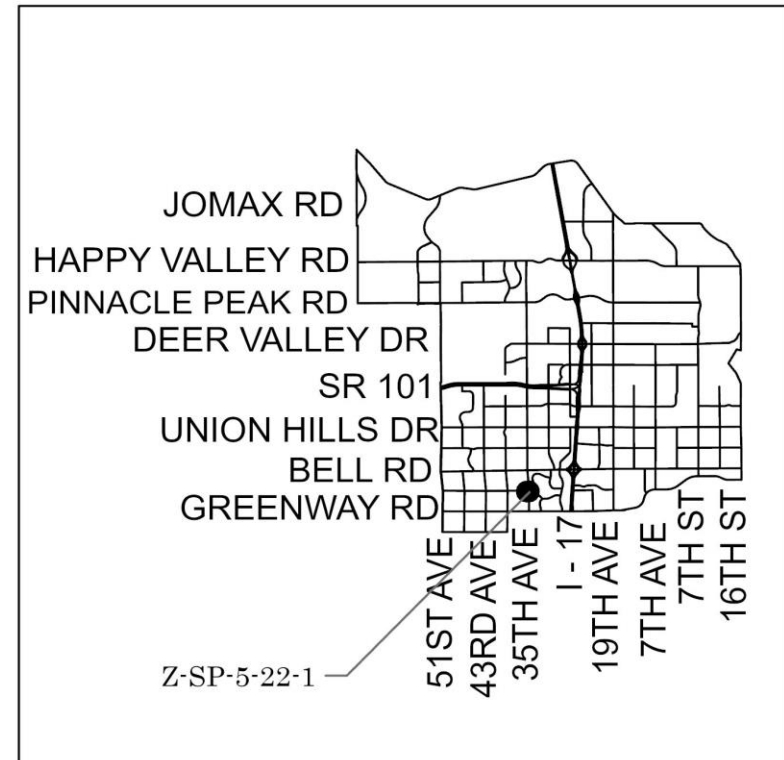 JOMAX RD
HAPPY VALLEY RD
PINNACLE PEAK RD
DEER VALLEY DR
SR 101
UNION HILLS DR
BELL RD
GREENWAY RD
51ST AVE
43RD AVE
35TH AVE
I - 17
19TH AVE
7TH AVE
7TH ST
16TH ST
Z-SP-5-22-1